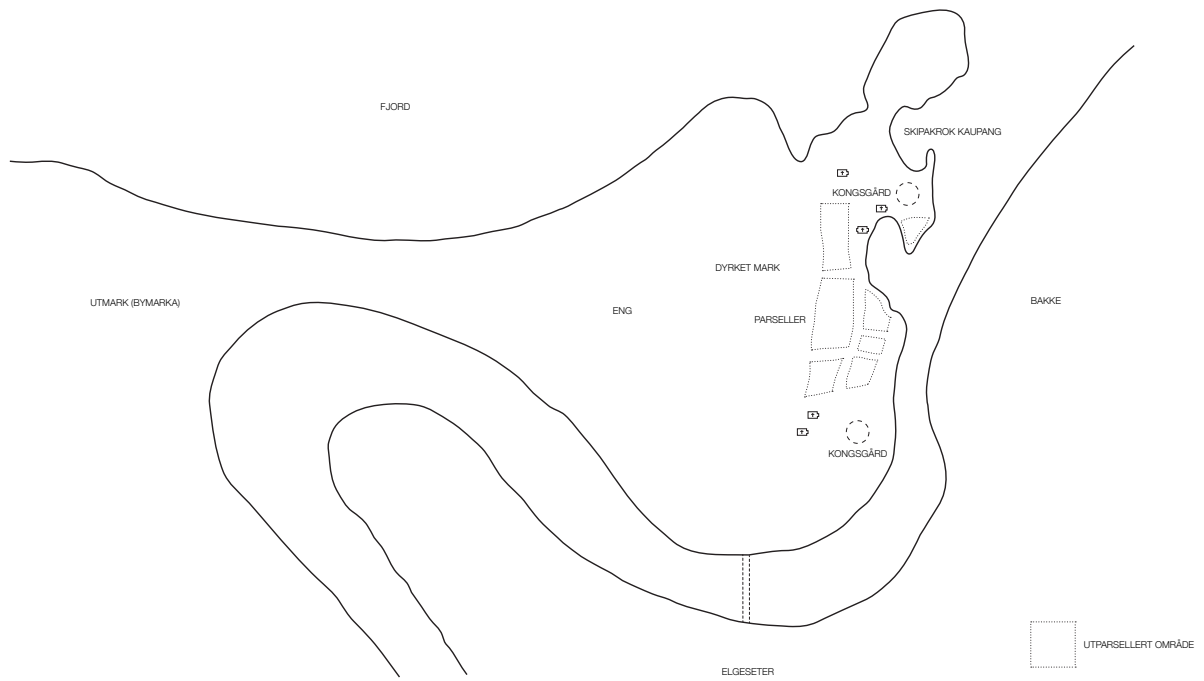 FJORD
SKIPAKROK KAUPANG
KONGSGÅRD
DYRKET MARK
UTMARK (BYMARKA)
ENG
BAKKE
PARSELLER
KONGSGÅRD
UTPARSELLERT OMRÅDE
ELGESETER